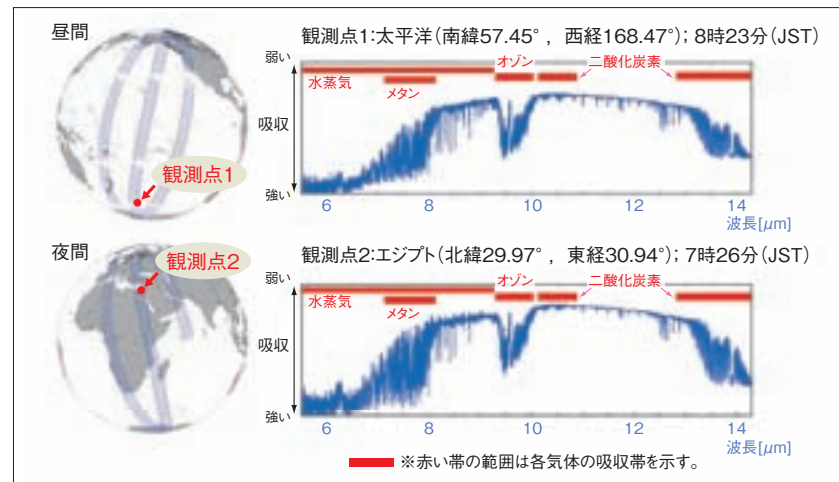 昼間
観測点1
観測点1:太平洋(南緯57.45°, 西経168.47°); 8時23分(JST)
弱い
吸収
強い
水蒸気
メタン
オゾン
二酸化炭素
6 8 10 12 14
波長[μm]
夜間
観測点2
観測点2:エジプト(北緯29.97°, 東経30.94°); 7時26分(JST)
弱い
吸収
強い
水蒸気
メタン
オゾン
二酸化炭素
6 8 10 12 14
波長[μm]
※赤い帯の範囲は各気体の吸収帯を示す。